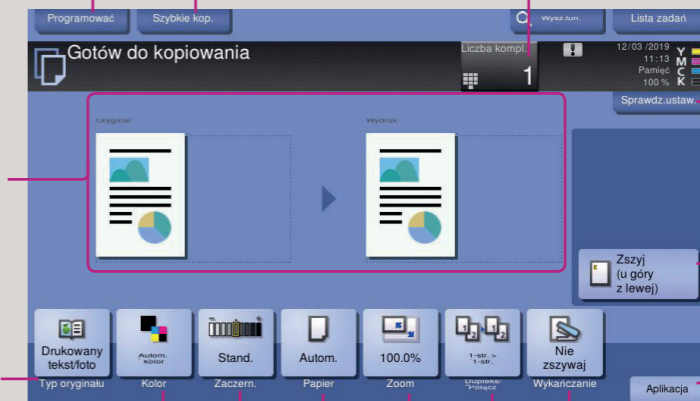 Programować
Szybkie kop.
Wysz.fun.
Lista zadań
Gotów do kopiowania
Liczba kompl.
1
12/03 /2019
11:13
Pamięć
100 %
Y
M
C
K
Sprawdz.ustaw.
Oryginał
Wydruk
Zszyj
(u góry
z lewej)
Drukowany
tekst/foto
Autom.
kolor
Stand.
Autom.
100.0%
1-str. >
1-str.
Nie
zszywaj
Typ oryginału
Kolor
Zaczern.
Papier
Zoom
Dupleks/
Połącz
Wykańczanie
Aplikacja